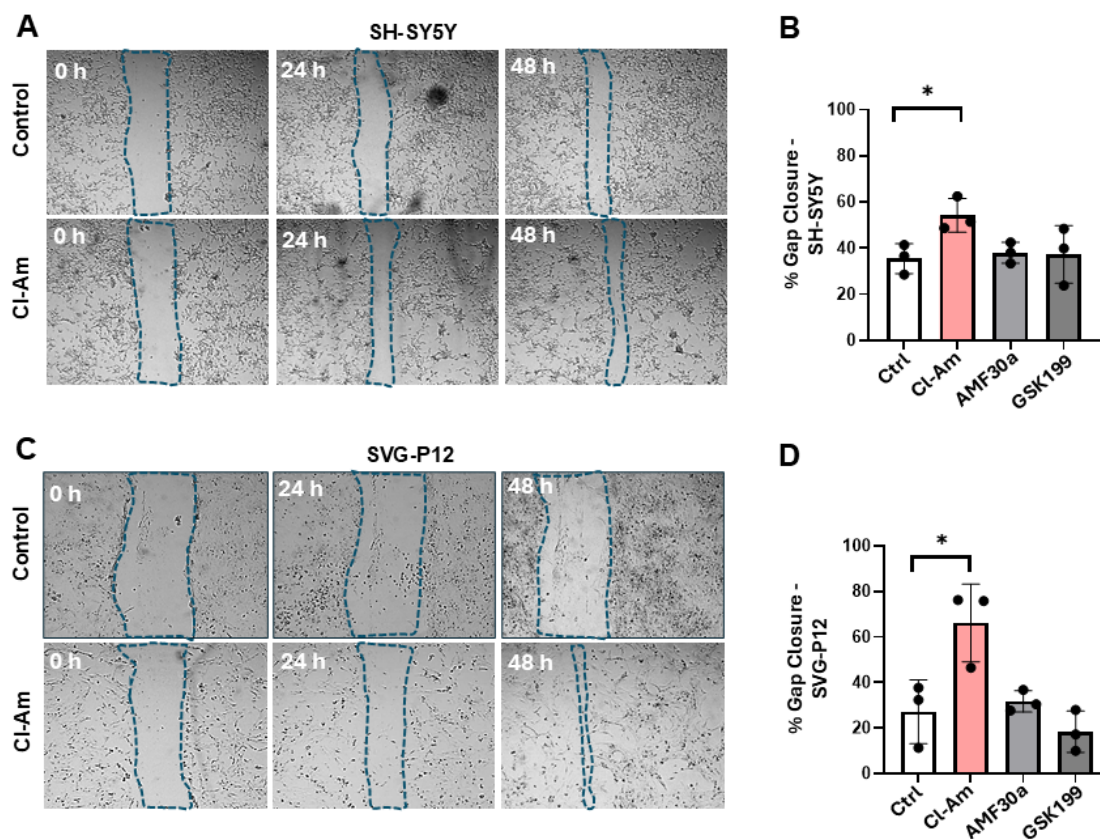 A
SH-SY5Y
Control
0 h
24 h
48 h
Cl-Am
0 h
24 h
48 h
B
% Gap Closure -
SH-SY5Y
100
80
60
40
20
0
*
Ctrl
Cl-Am
AMF30a
GSK199
C
SVG-P12
Control
0 h
24 h
48 h
Cl-Am
0 h
24 h
48 h
D
% Gap Closure -
SVG-P12
100
80
60
40
20
0
*
Ctrl
Cl-Am
AMF30a
GSK199